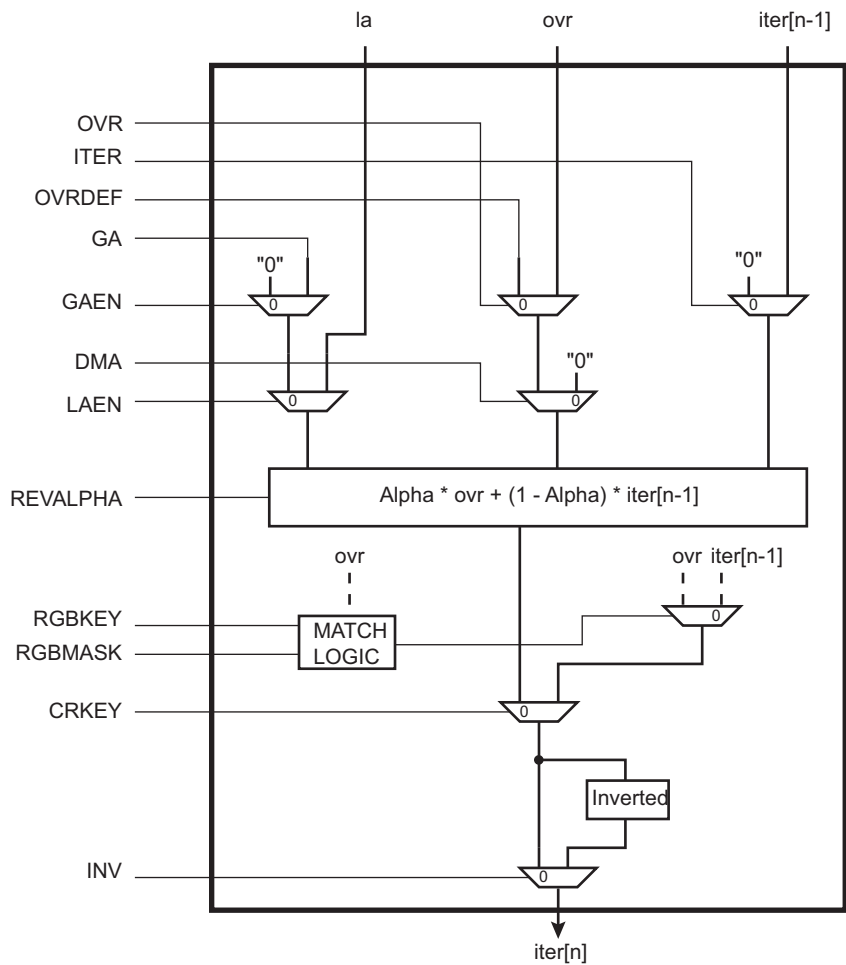 la ovr iter[n-1]
OVR
ITER
OVRDEF
GA
"0" "0"
GAEN 0 0 0
DMA "0"
LAEN 0 0
REVALPHA Alpha * ovr + (1 - Alpha) * iter[n-1]
ovr ovr iter[n-1]
RGBKEY 0
MATCH
RGBMASK LOGIC
CRKEY 0
Inverted
INV 0
iter[n]